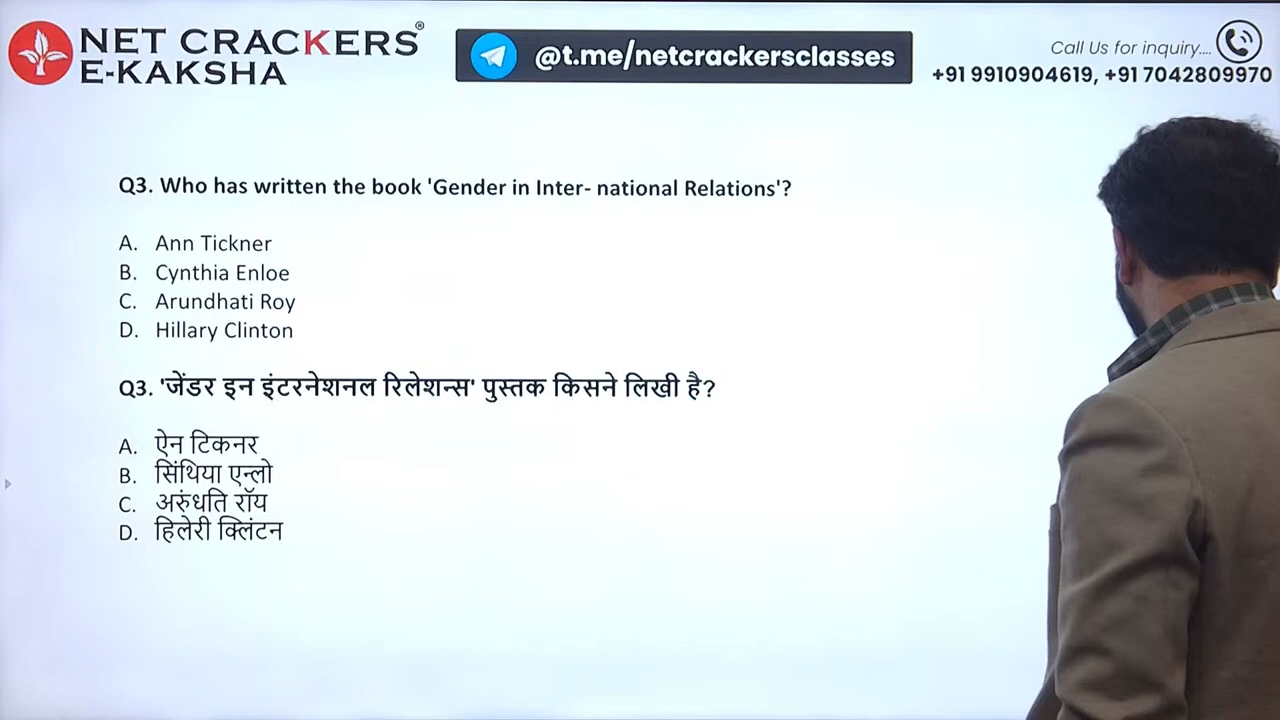 NET CRACKERS®
E-KAKSHA
@t.me/netcrackersclasses
Call Us for inquiry....
+91 9910904619, +91 7042809970
Q3. Who has written the book 'Gender in Inter- national Relations'?
A. Ann Tickner
B. Cynthia Enloe
C. Arundhati Roy
D. Hillary Clinton
Q3. 'जेंडर इन इंटरनेशनल रिलेशन्स' पुस्तक किसने लिखी है?
A. ऐन टिकनर
B. सिंथिया एन्लो
C. अरुंधति रॉय
D. हिलेरी क्लिंटन